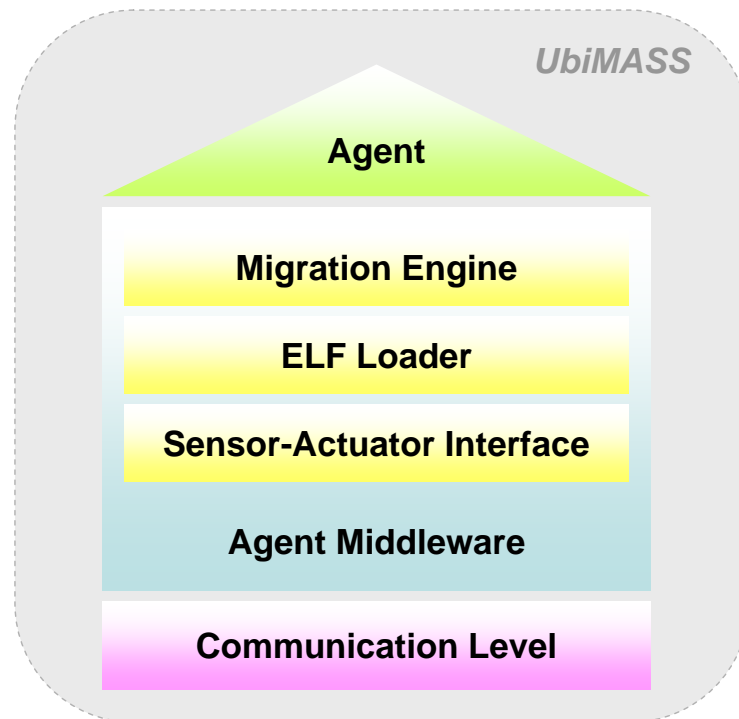 UbiMASS
Agent
Migration Engine
ELF Loader
Sensor-Actuator Interface
Agent Middleware
Communication Level